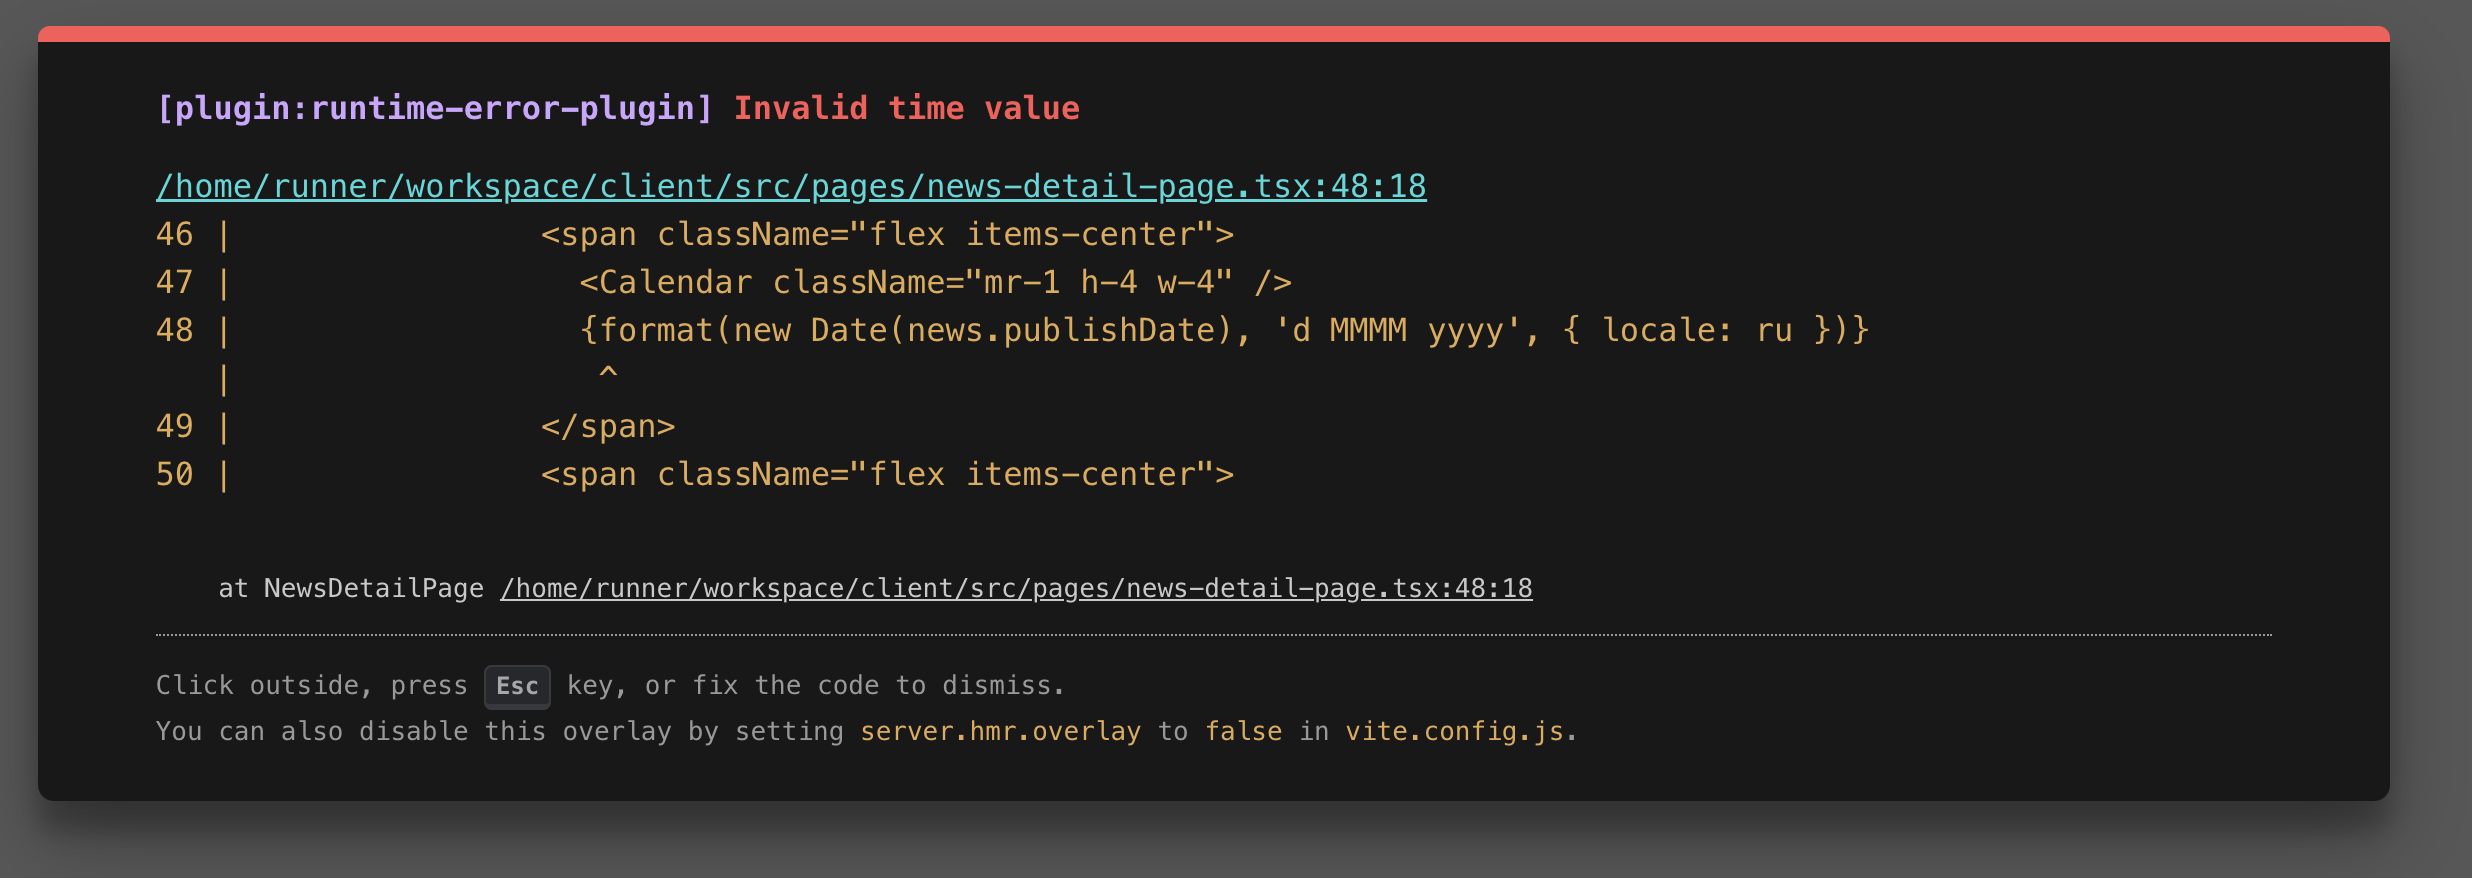 [plugin:runtime-error-plugin] Invalid time value
/home/runner/workspace/client/src/pages/news-detail-page.tsx:48:18
46 |                <span className="flex items-center">
47 |                  <Calendar className="mr-1 h-4 w-4" />
48 |                  {format(new Date(news.publishDate), 'd MMMM yyyy', { locale: ru })}
   |                   ^
49 |                </span>
50 |                <span className="flex items-center">
at NewsDetailPage /home/runner/workspace/client/src/pages/news-detail-page.tsx:48:18
Click outside, press Esc key, or fix the code to dismiss.
You can also disable this overlay by setting server.hmr.overlay to false in vite.config.js.